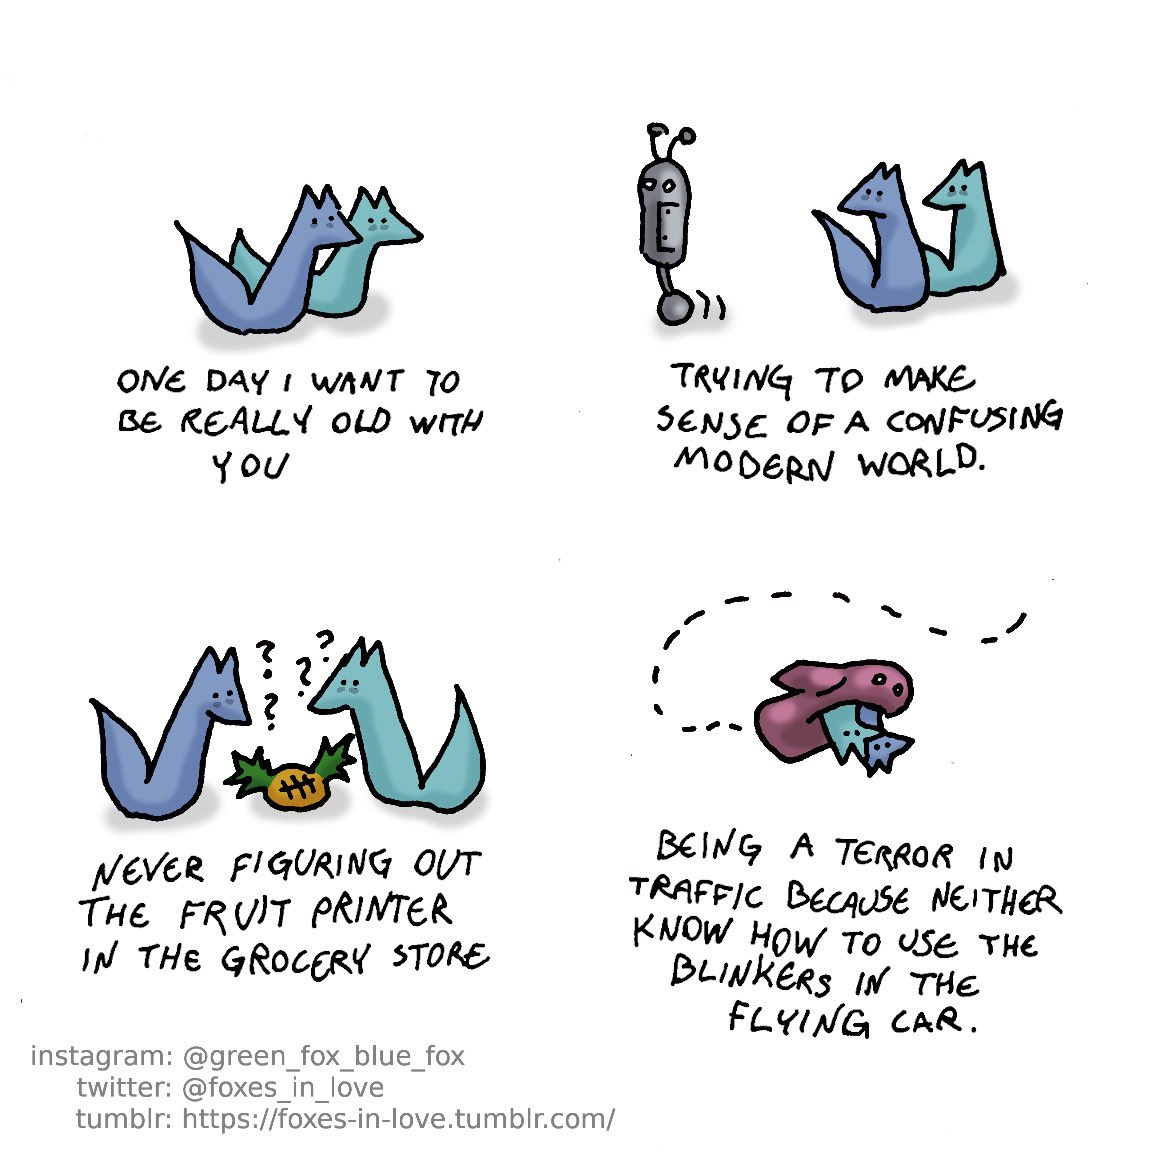 ONE DAY I WANT TO
BE REALLY OLD WITH
YOU
TRYING TO MAKE
SENSE OF A CONFUSING
MODERN WORLD.
? ?
? ?
NEVER FIGURING OUT
THE FRUIT PRINTER
IN THE GROCERY STORE
BEING A TERROR IN
TRAFFIC BECAUSE NEITHER
KNOW HOW TO USE THE
BLINKERS IN THE
FLYING CAR.
instagram: @green_fox_blue_fox
twitter: @foxes_in_love
tumblr: https://foxes-in-love.tumblr.com/